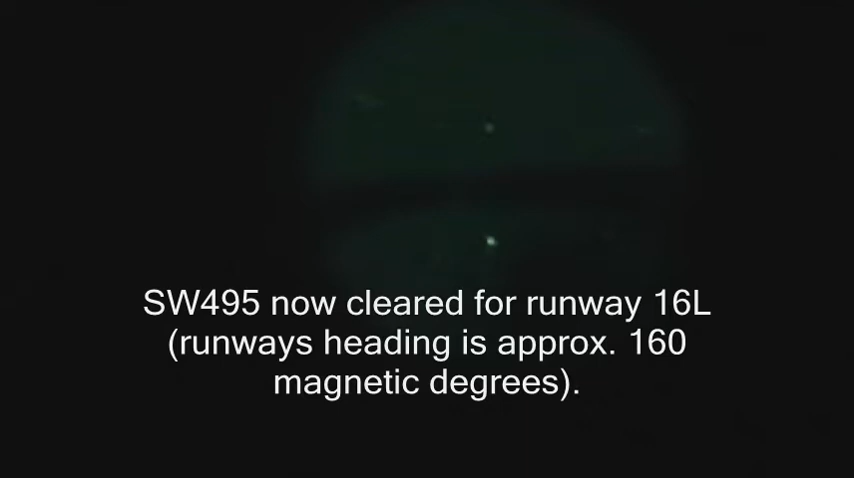 SW495 now cleared for runway 16L
(runways heading is approx. 160
magnetic degrees).